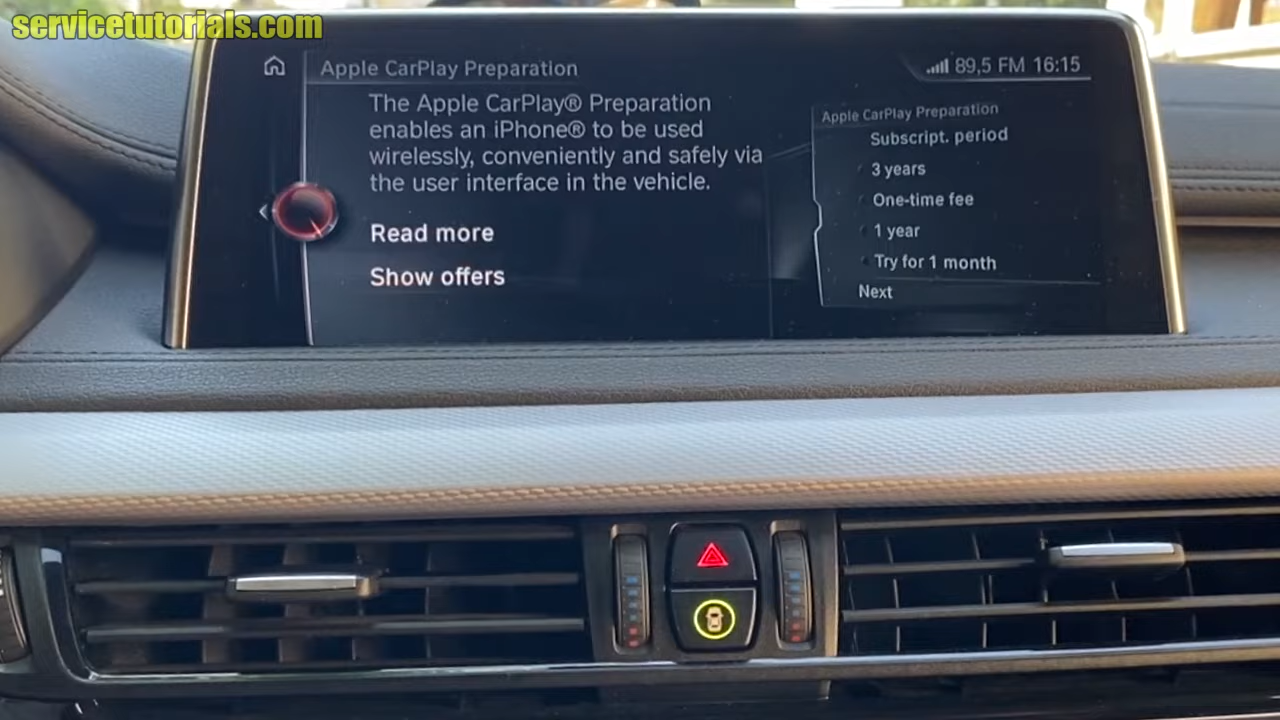 servicetutorials.com
Apple CarPlay Preparation
89,5 FM 16:15
The Apple CarPlay® Preparation
enables an iPhone® to be used
wirelessly, conveniently and safely via
the user interface in the vehicle.
Read more
Show offers
Apple CarPlay Preparation
Subscript. period
3 years
One-time fee
1 year
Try for 1 month
Next